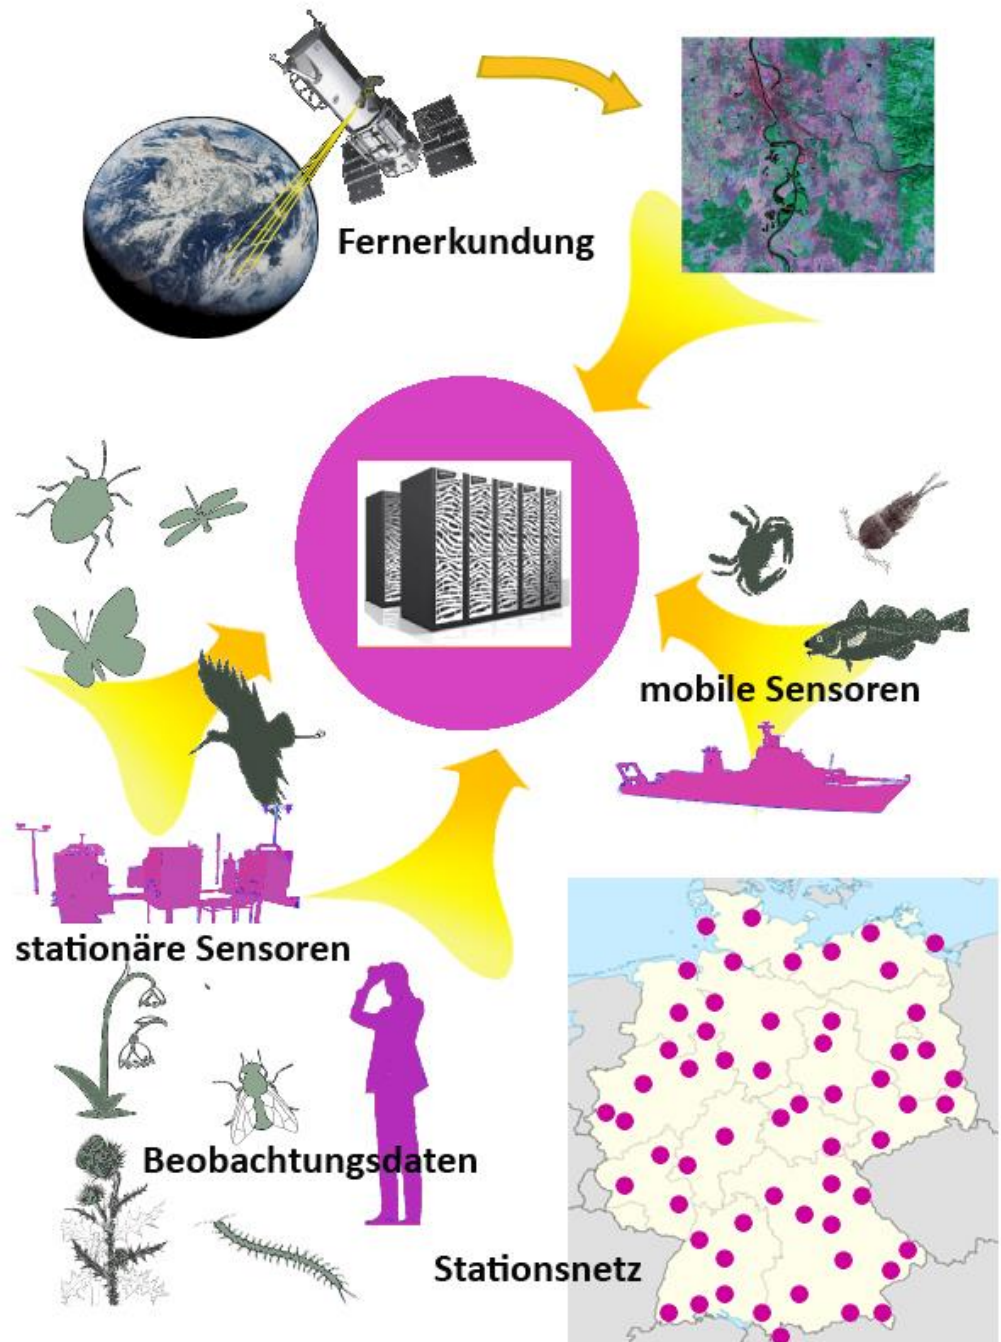 Fernerkundung
mobile Sensoren
stationäre Sensoren
Beobachtungsdaten
Stationsnetz